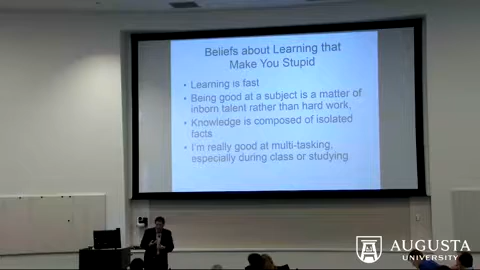 Beliefs about Learning that
Make You Stupid
• Learning is fast
• Being good at a subject is a matter of
inborn talent rather than hard work,
• Knowledge is composed of isolated
facts
• I'm really good at multi-tasking,
especially during class or studying
AUGUSTA
UNIVERSITY